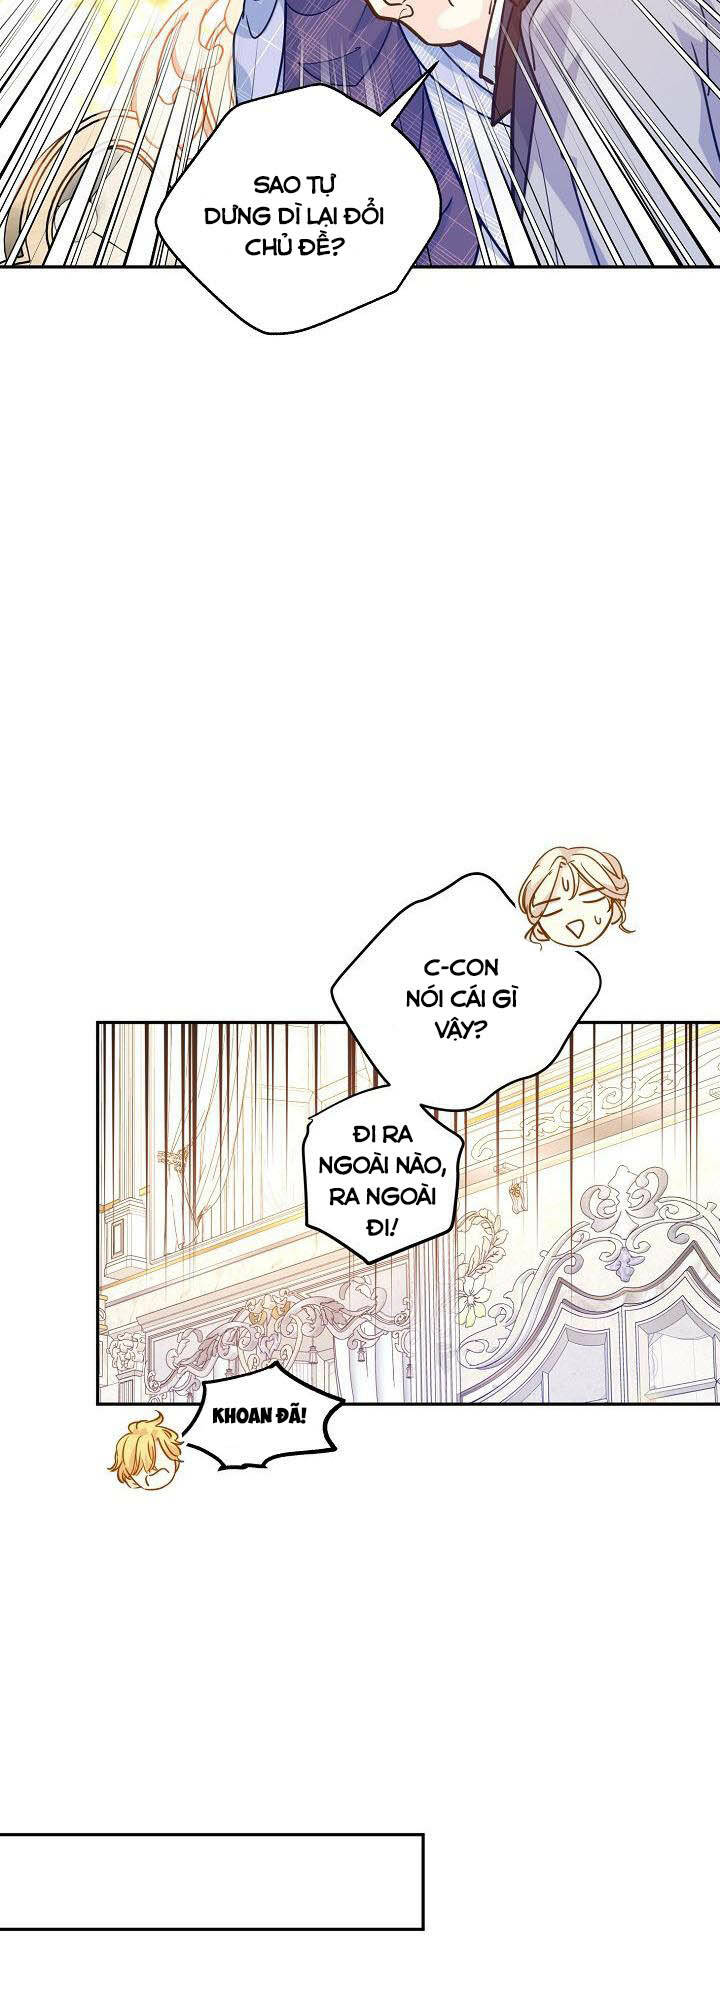 SAO TỰ
DƯNG DÌ LẠI ĐỔI
CHỦ ĐỀ?
C-CON
NÓI CÁI GÌ
VẬY?
ĐI RA
NGOÀI NÀO,
RA NGOÀI
ĐI!
KHOAN ĐÃ!